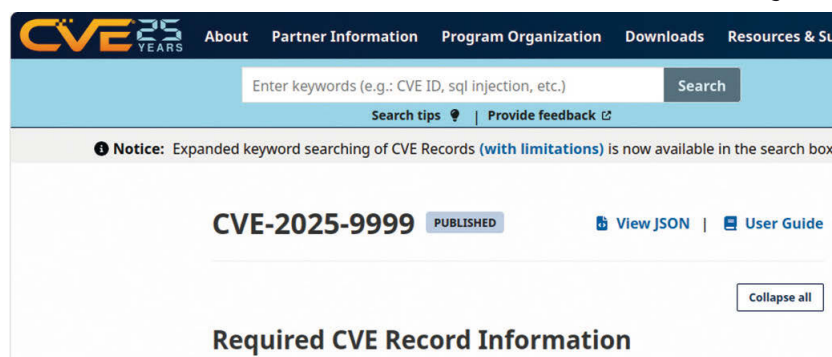 CVE 25 YEARS
About Partner Information Program Organization Downloads Resources & Su
Enter keywords (e.g.: CVE ID, sql injection, etc.) Search
Search tips | Provide feedback
Notice: Expanded keyword searching of CVE Records (with limitations) is now available in the search box
CVE-2025-9999 PUBLISHED View JSON | User Guide
Collapse all
Required CVE Record Information